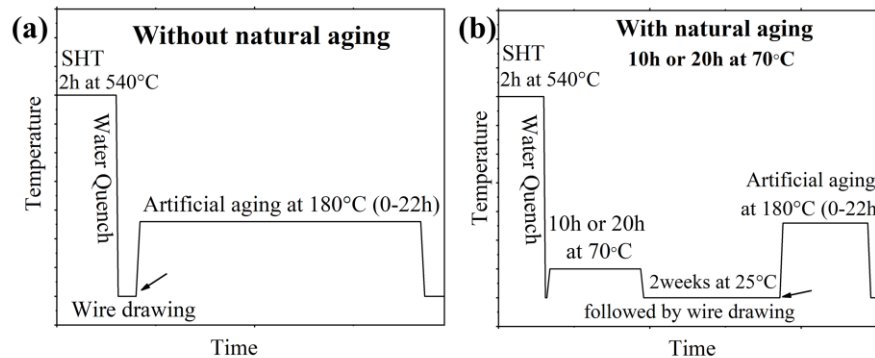 (a)
Without natural aging
SHT
2h at 540°C
Water Quench
Artificial aging at 180°C (0-22h)
Wire drawing
Temperature
Time
(b)
With natural aging
10h or 20h at 70°C
SHT
2h at 540°C
Water Quench
10h or 20h
at 70°C
2weeks at 25°C
followed by wire drawing
Artificial aging
at 180°C (0-22h)
Temperature
Time